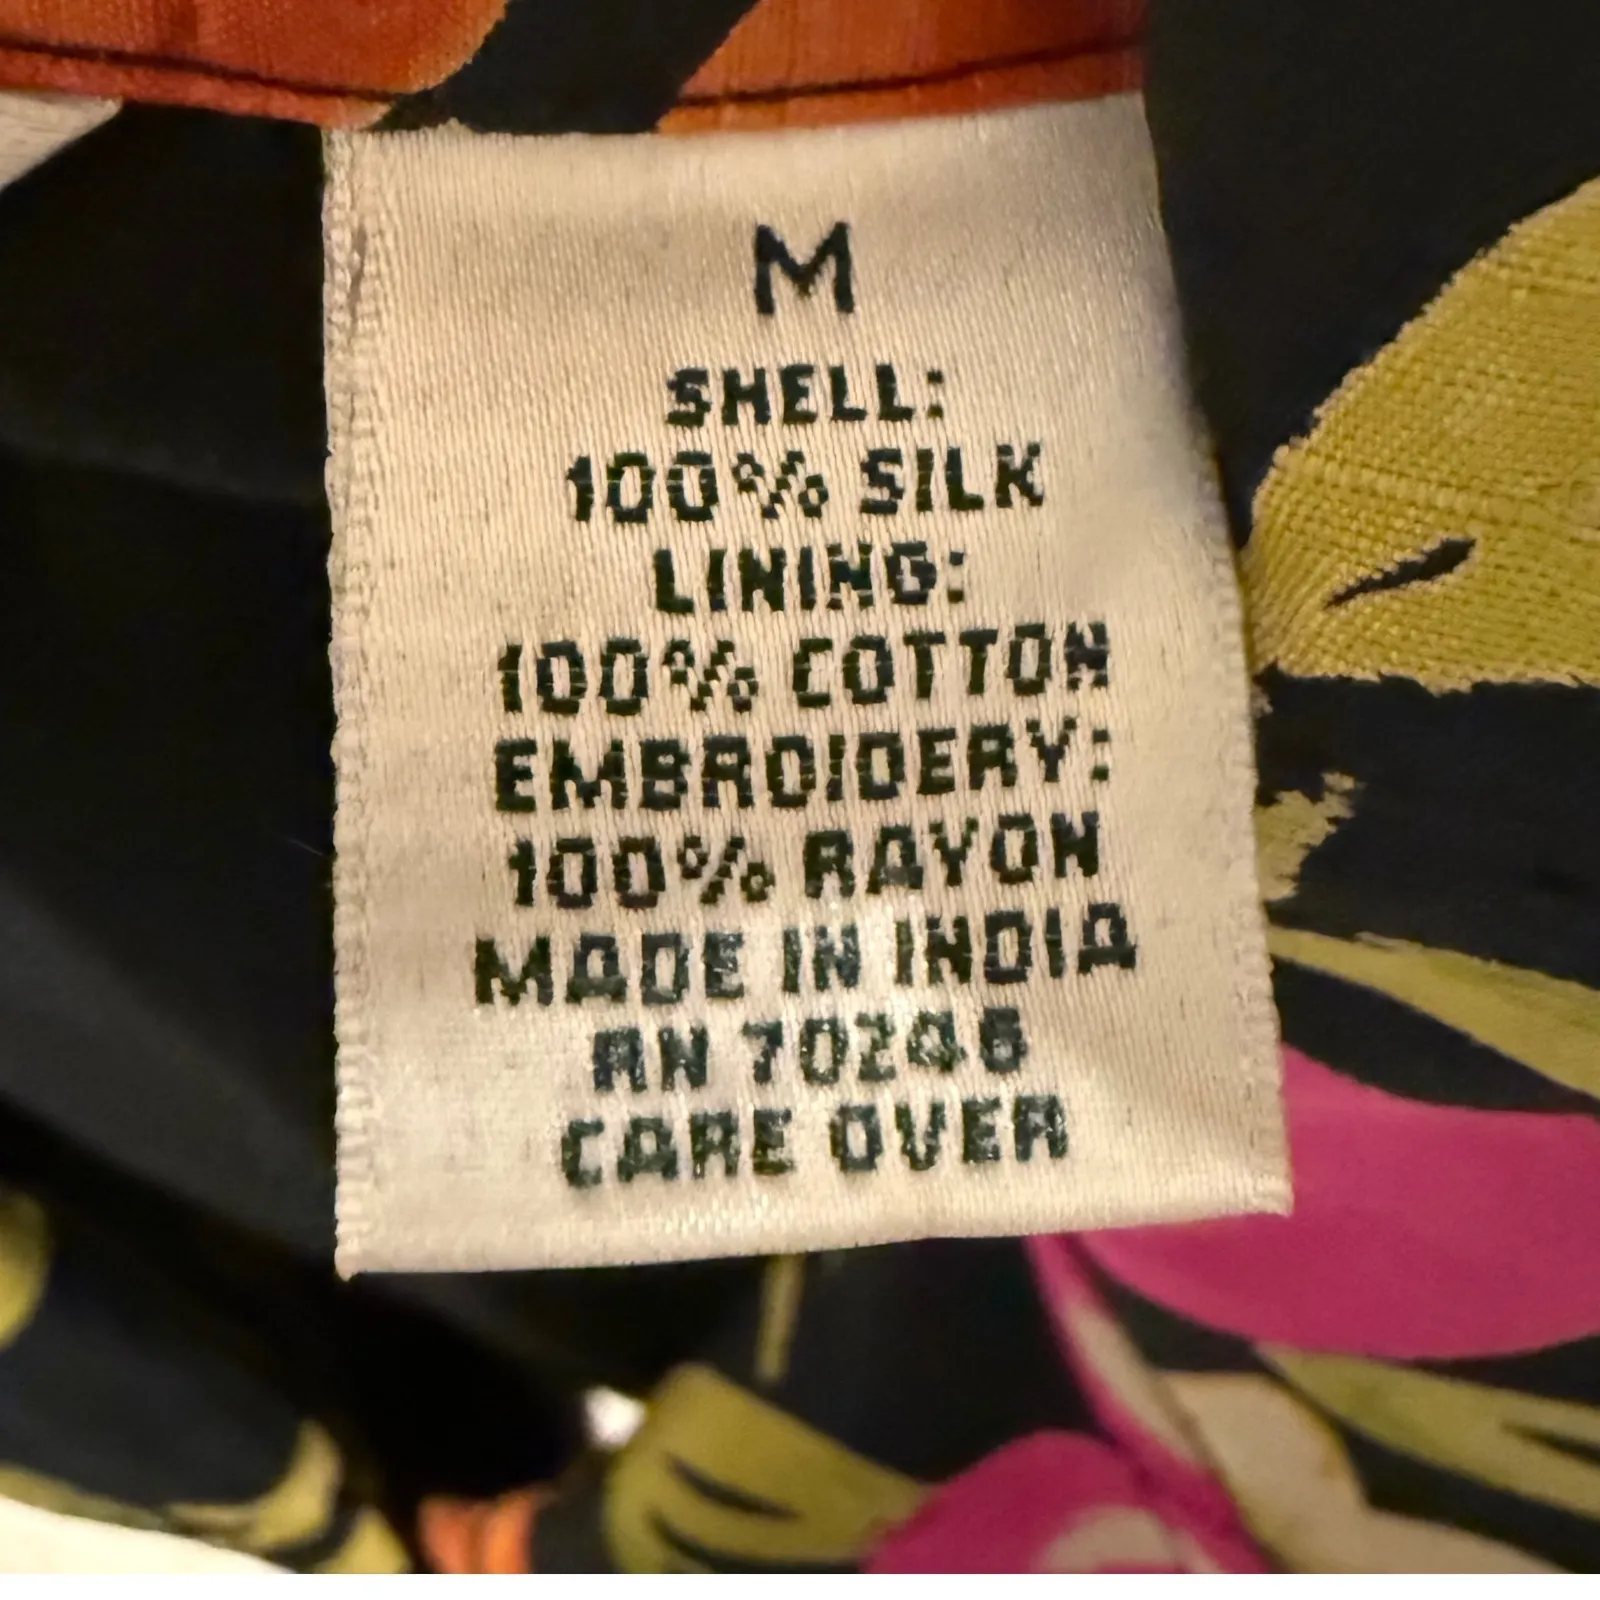 M
SHELL:
100% SILK
LINING:
100% COTTON
EMBROIDERY:
100% RAYON
MADE IN INDIA
RN 70246
CARE OVER